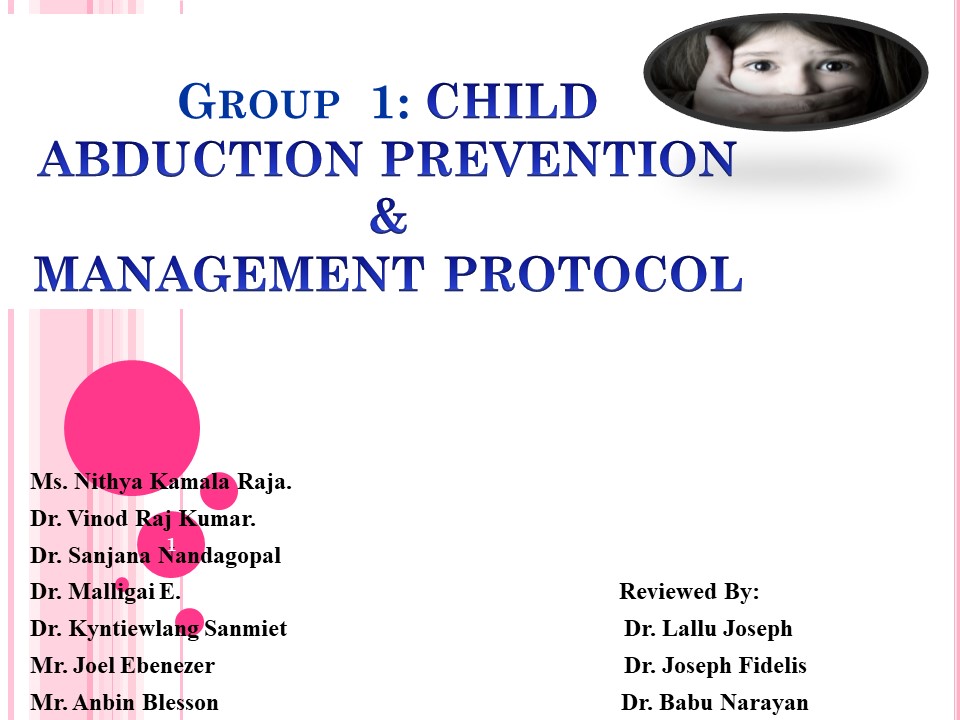 GROUP 1: CHILD
ABDUCTION PREVENTION
&
MANAGEMENT PROTOCOL
Ms. Nithya Kamala Raja.
Dr. Vinod Raj Kumar.
1
Dr. Sanjana Nandagopal
Dr. Malligai E.
Dr. Kyntiewlang Sanmiet
Mr. Joel Ebenezer
Mr. Anbin Blesson
Reviewed By:
Dr. Lallu Joseph
Dr. Joseph Fidelis
Dr. Babu Narayan